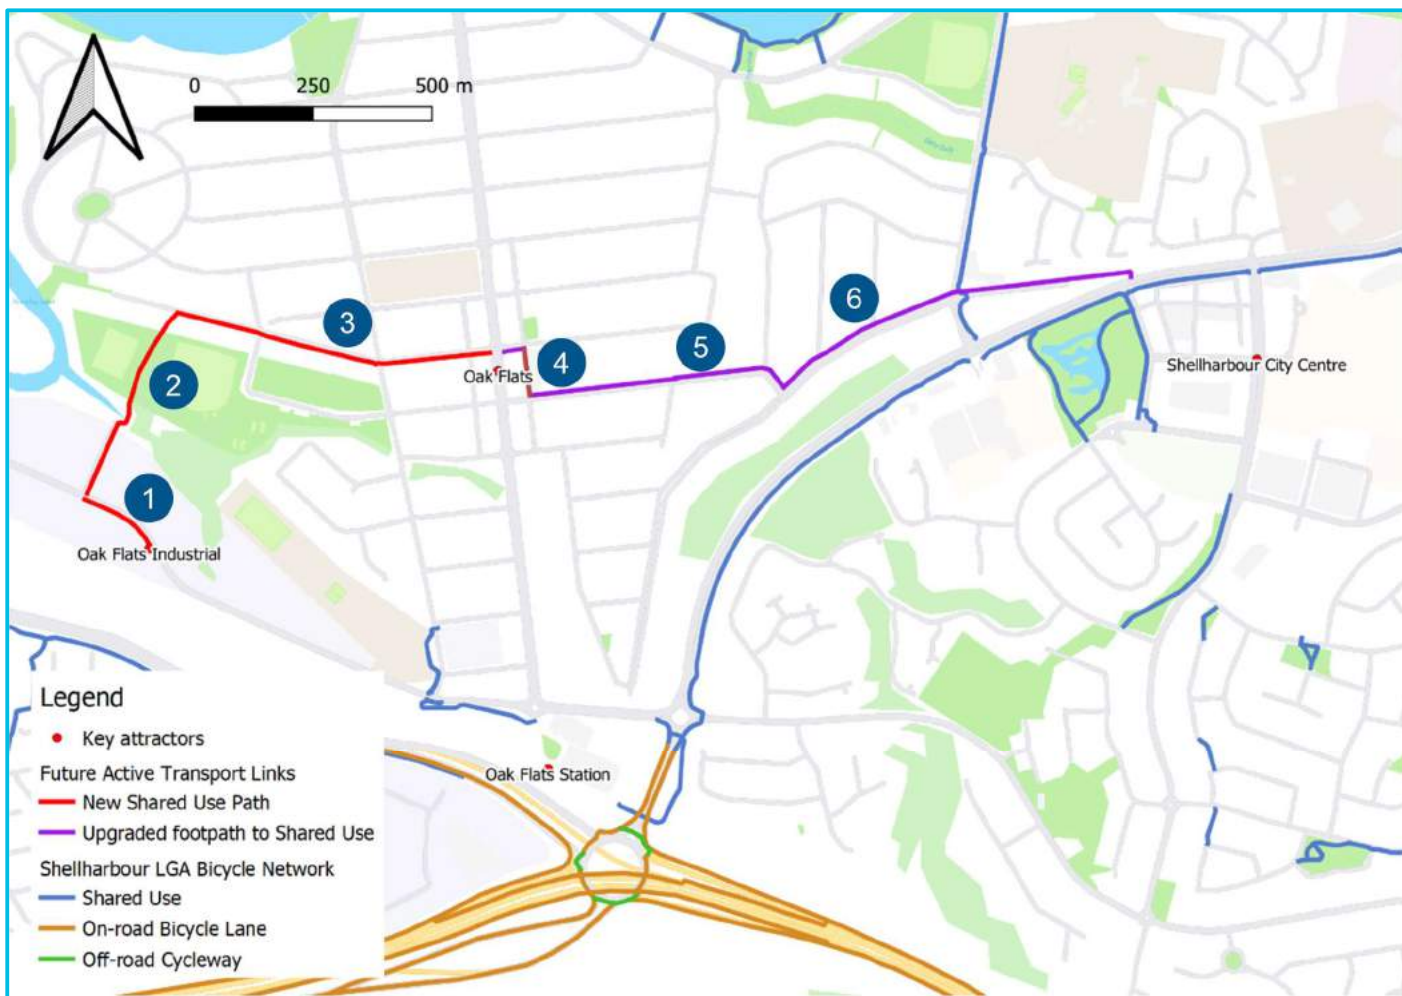 0 250 500 m
3
6
4
5
Oak Flats
Shellharbour City Centre
2
1
Oak Flats Industrial
Legend
Key attractors
Future Active Transport Links
New Shared Use Path
Upgraded footpath to Shared Use
Shellharbour LGA Bicycle Network
Shared Use
On-road Bicycle Lane
Off-road Cycleway
Oak Flats Station